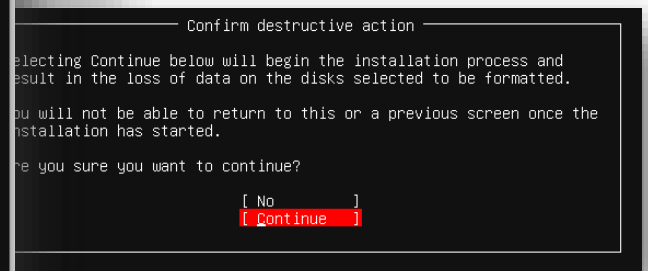 Confirm destructive action
electing Continue below will begin the installation process and
esult in the loss of data on the disks selected to be formatted.
ou will not be able to return to this or a previous screen once the
nstallation has started.
re you sure you want to continue?
[ No ]
[ Continue ]